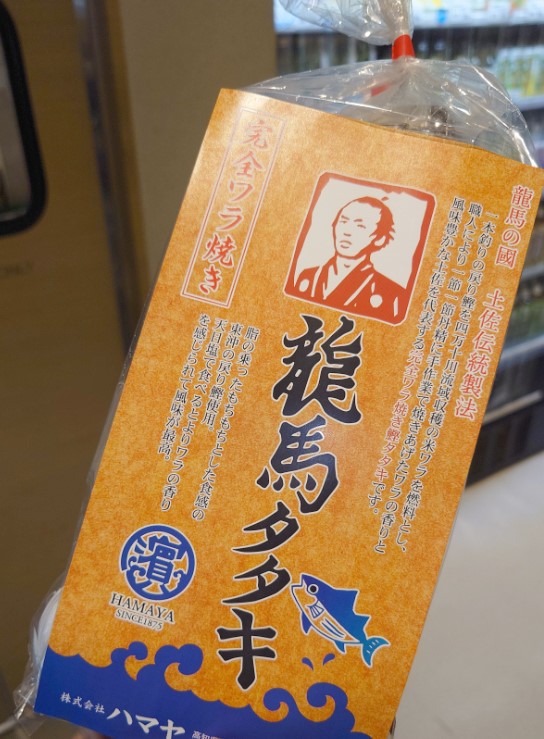 龍馬の國　土佐伝統製法
一本釣りの戻り鰹を四万十川流域収穫の米ワラを燃料とし、
職人により一節一節丹精に手作業で焼きあげたワラの香りと
風味豊かな土佐を代表する完全ワラ焼き鰹タタキです。
完全ワラ焼き
龍馬タタキ
脂の乗ったもちもちとした食感の
東沖の戻り鰹使用。
天日塩で食べるとよりワラの香り
を感じられて風味が最高。
濱
HAMAYA
SINCE1875
株式会社 ハマヤ 高知